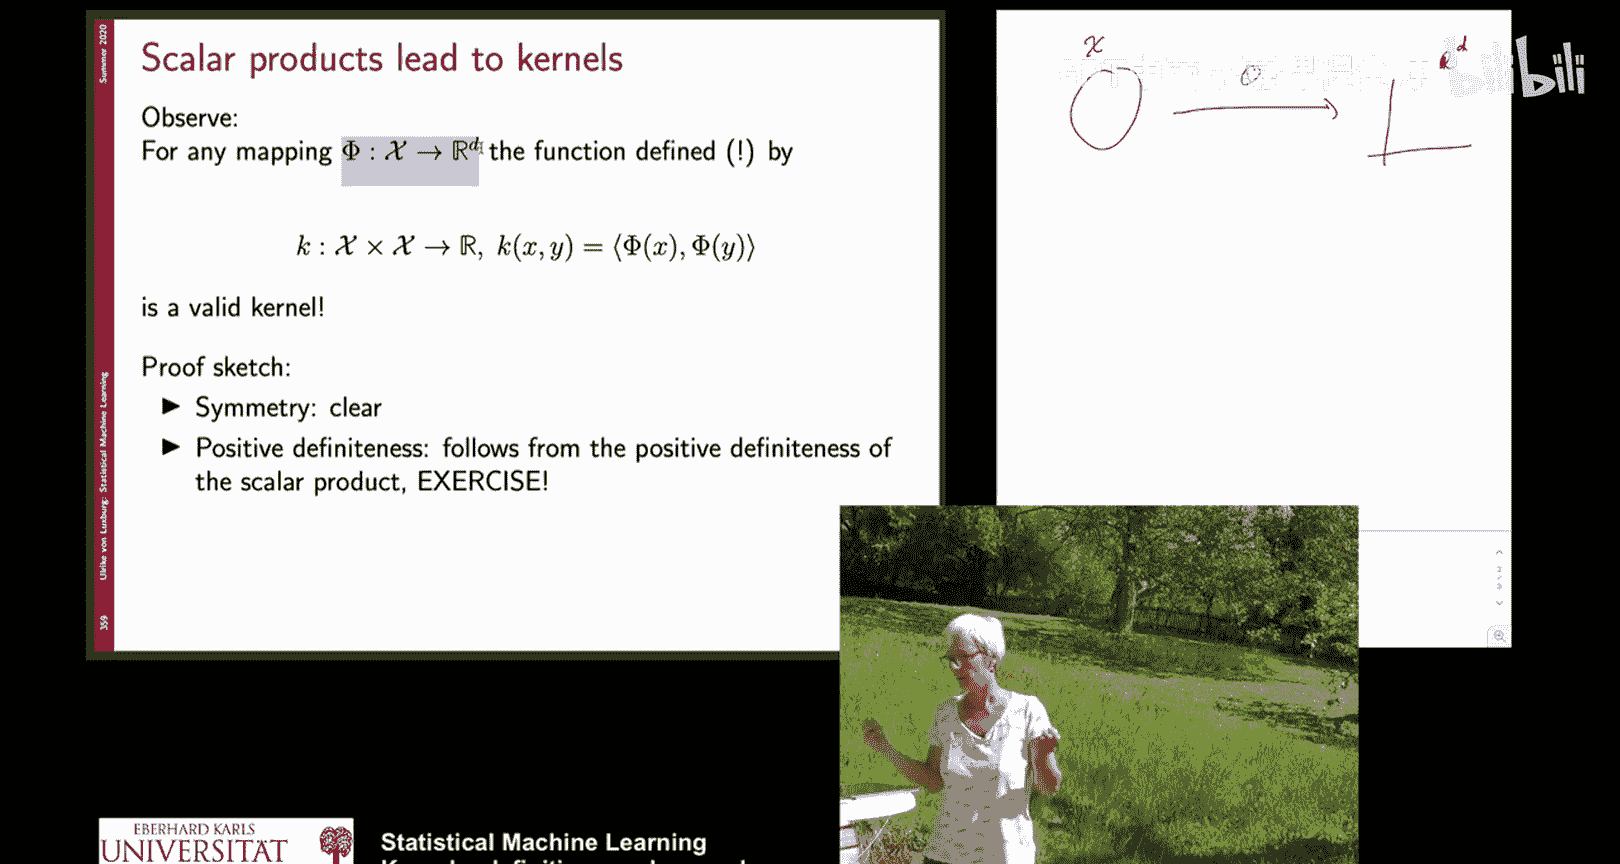 Summer 2020
Scalar products lead to kernels
Observe:
For any mapping Φ : 𝒳 → ℝᵈ the function defined (!) by
k : 𝒳 × 𝒳 → ℝ, k(x, y) = ⟨Φ(x), Φ(y)⟩
is a valid kernel!
Proof sketch:
▶ Symmetry: clear
▶ Positive definiteness: follows from the positive definiteness of
the scalar product, EXERCISE!
Ulrike von Luxburg: Statistical Machine Learning
359
𝒳
ℝᵈ
bilibili
EBERHARD KARLS
UNIVERSITÄT
Statistical Machine Learning